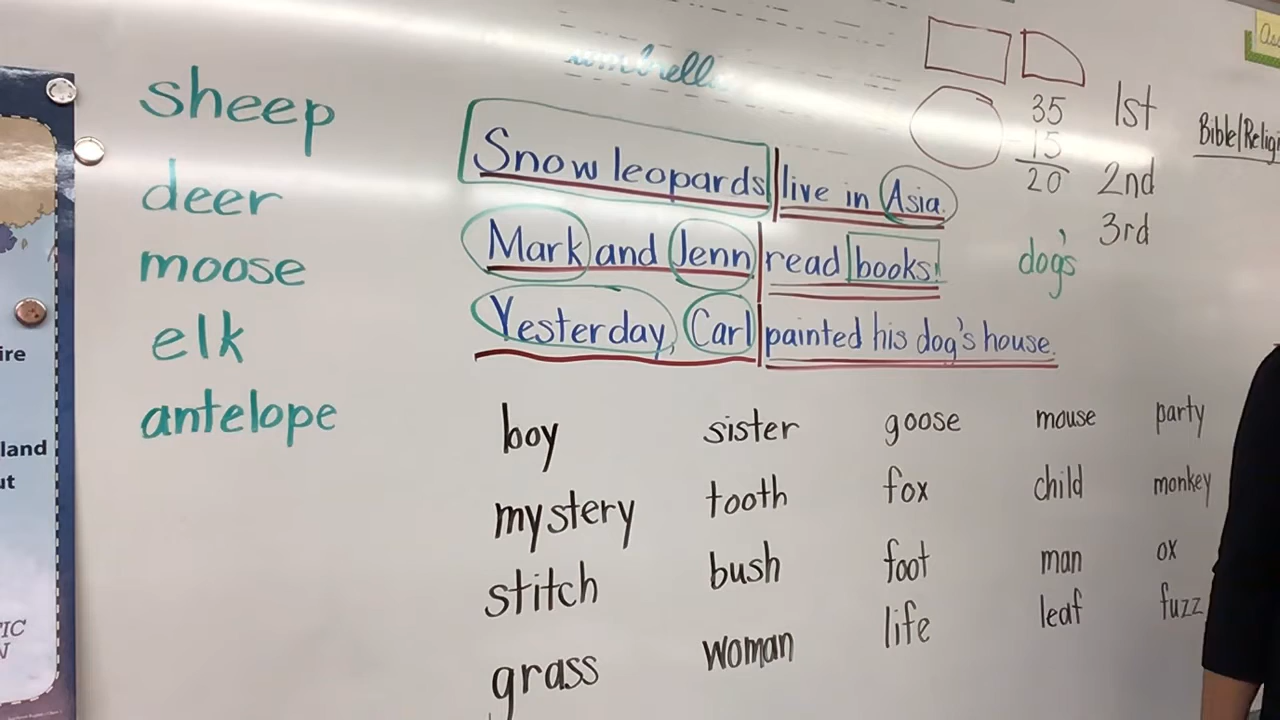 umbrella
sheep
deer
moose
elk
antelope
Snow leopards live in Asia.
Mark and Jenn read books.
Yesterday, Carl painted his dog's house.
35
15
20
1st
2nd
3rd
dog's
boy sister goose mouse party
mystery tooth fox child monkey
stitch bush foot man ox
grass woman life leaf fuzz